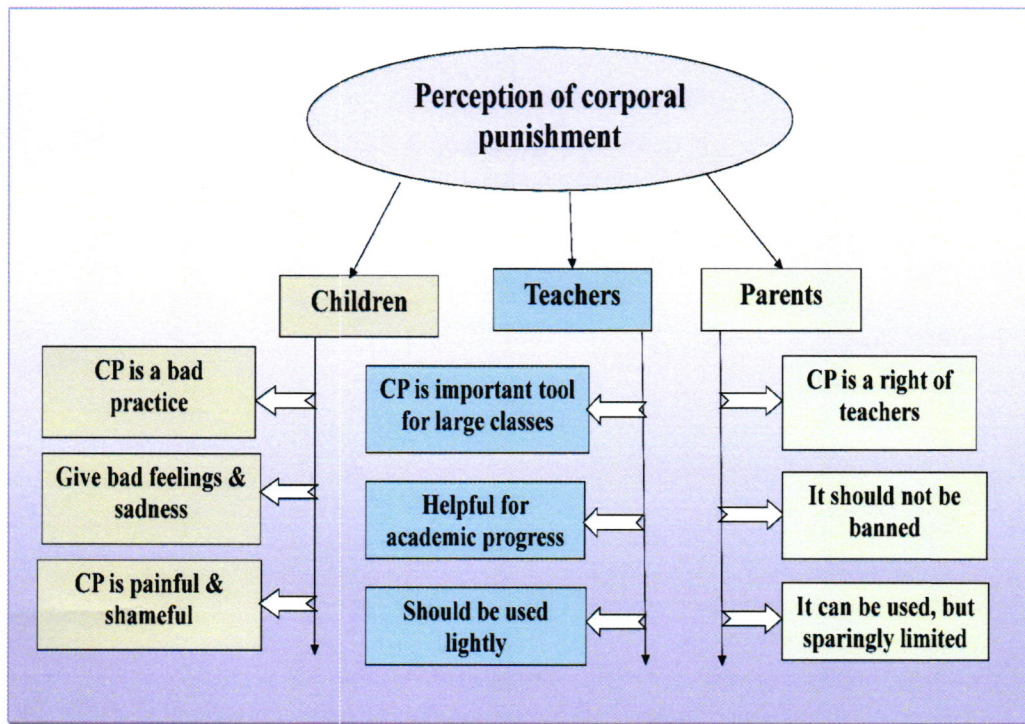 Perception of corporal
punishment
Children
Teachers
Parents
CP is a bad
practice
Give bad feelings &
sadness
CP is painful &
shameful
CP is important tool
for large classes
Helpful for
academic progress
Should be used
lightly
CP is a right of
teachers
It should not be
banned
It can be used, but
sparingly limited